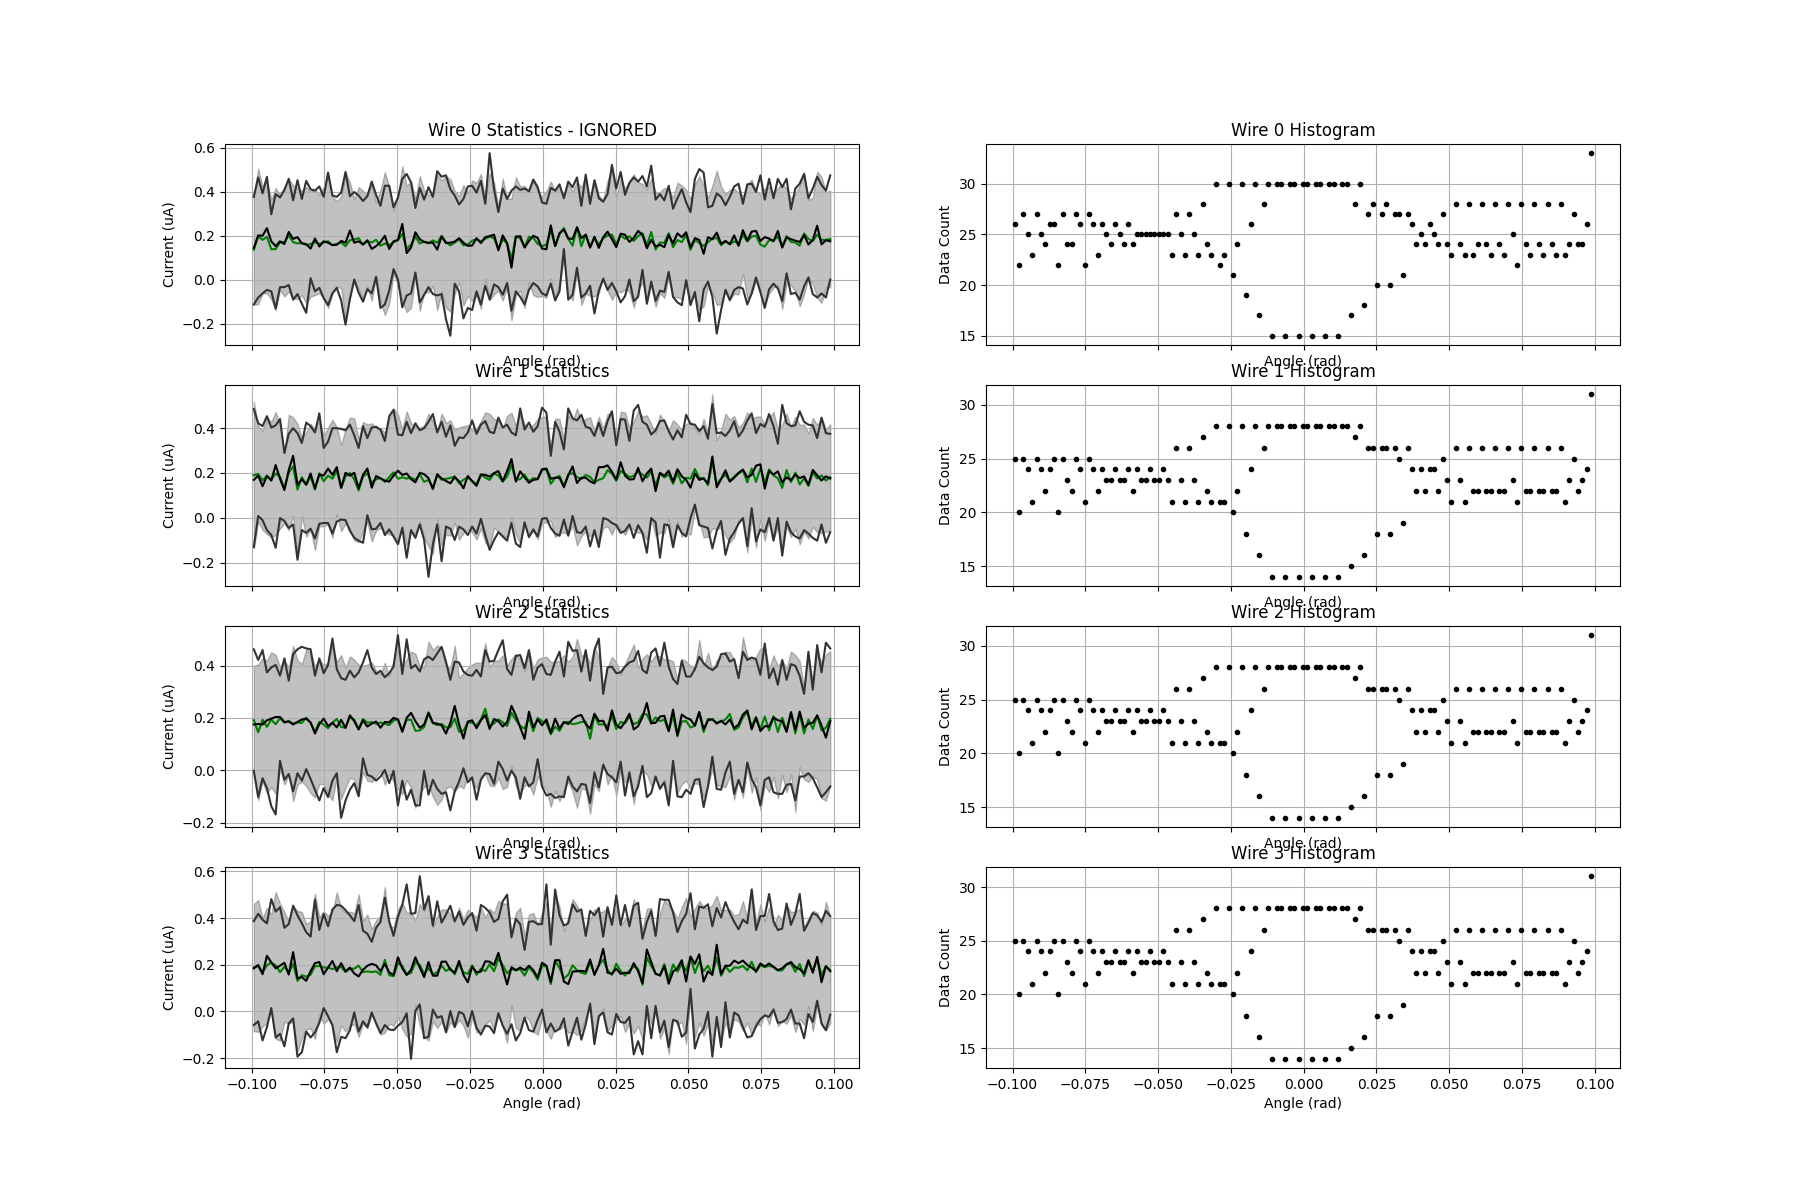 Wire 0 Statistics - IGNORED
Current (uA)
0.6
0.4
0.2
0.0
−0.2
Angle (rad)
Wire 0 Histogram
Data Count
30
25
20
15
Angle (rad)
Wire 1 Statistics
Current (uA)
0.4
0.2
0.0
−0.2
Angle (rad)
Wire 1 Histogram
Data Count
30
25
20
15
Angle (rad)
Wire 2 Statistics
Current (uA)
0.4
0.2
0.0
−0.2
Angle (rad)
Wire 2 Histogram
Data Count
30
25
20
15
Angle (rad)
Wire 3 Statistics
Current (uA)
0.6
0.4
0.2
0.0
−0.2
−0.100 −0.075 −0.050 −0.025 0.000 0.025 0.050 0.075 0.100
Angle (rad)
Wire 3 Histogram
Data Count
30
25
20
15
−0.100 −0.075 −0.050 −0.025 0.000 0.025 0.050 0.075 0.100
Angle (rad)